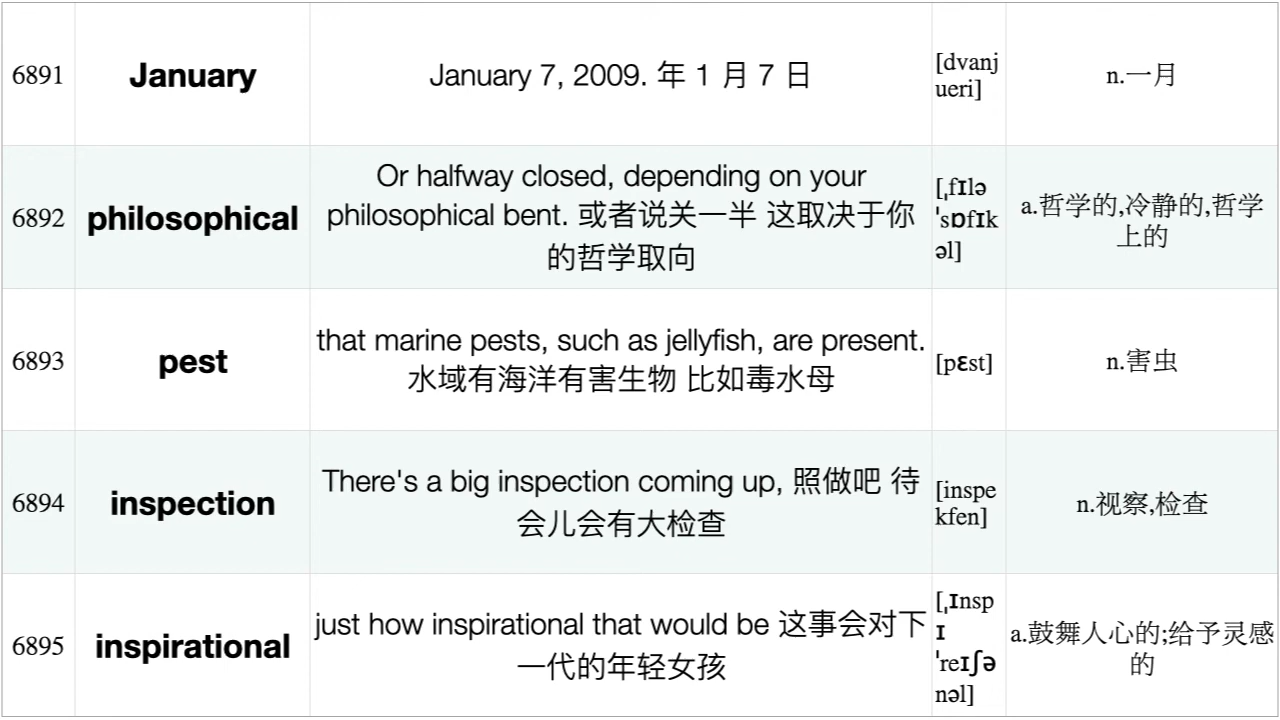 6891
January
January 7, 2009. 年 1 月 7 日
[dvanj
ueri]
n.一月
6892
philosophical
Or halfway closed, depending on your
philosophical bent. 或者说关一半 这取决于你
的哲学取向
[ˌfɪlə
ˈsɒfɪk
əl]
a.哲学的,冷静的,哲学
上的
6893
pest
that marine pests, such as jellyfish, are present.
水域有海洋有害生物 比如毒水母
[pɛst]
n.害虫
6894
inspection
There's a big inspection coming up, 照做吧 待
会儿会有大检查
[inspe
kfen]
n.视察,检查
6895
inspirational
just how inspirational that would be 这事会对下
一代的年轻女孩
[ˌɪnsp
ɪ
ˈreɪʃə
nəl]
a.鼓舞人心的;给予灵感
的